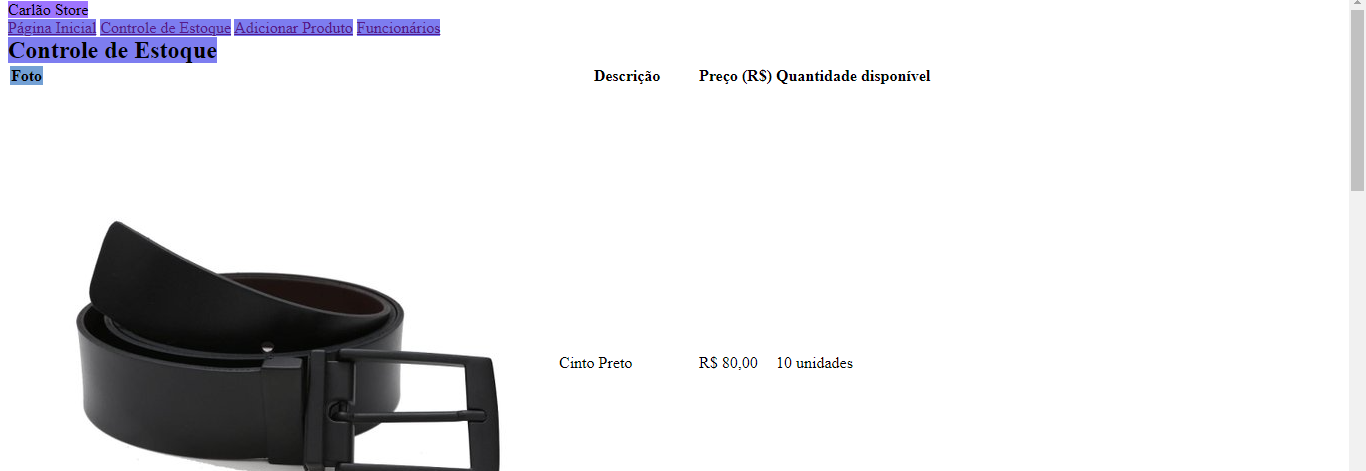 Carlão Store
Página Inicial Controle de Estoque Adicionar Produto Funcionários
Controle de Estoque
Foto Descrição Preço (R$) Quantidade disponível
Cinto Preto R$ 80,00 10 unidades